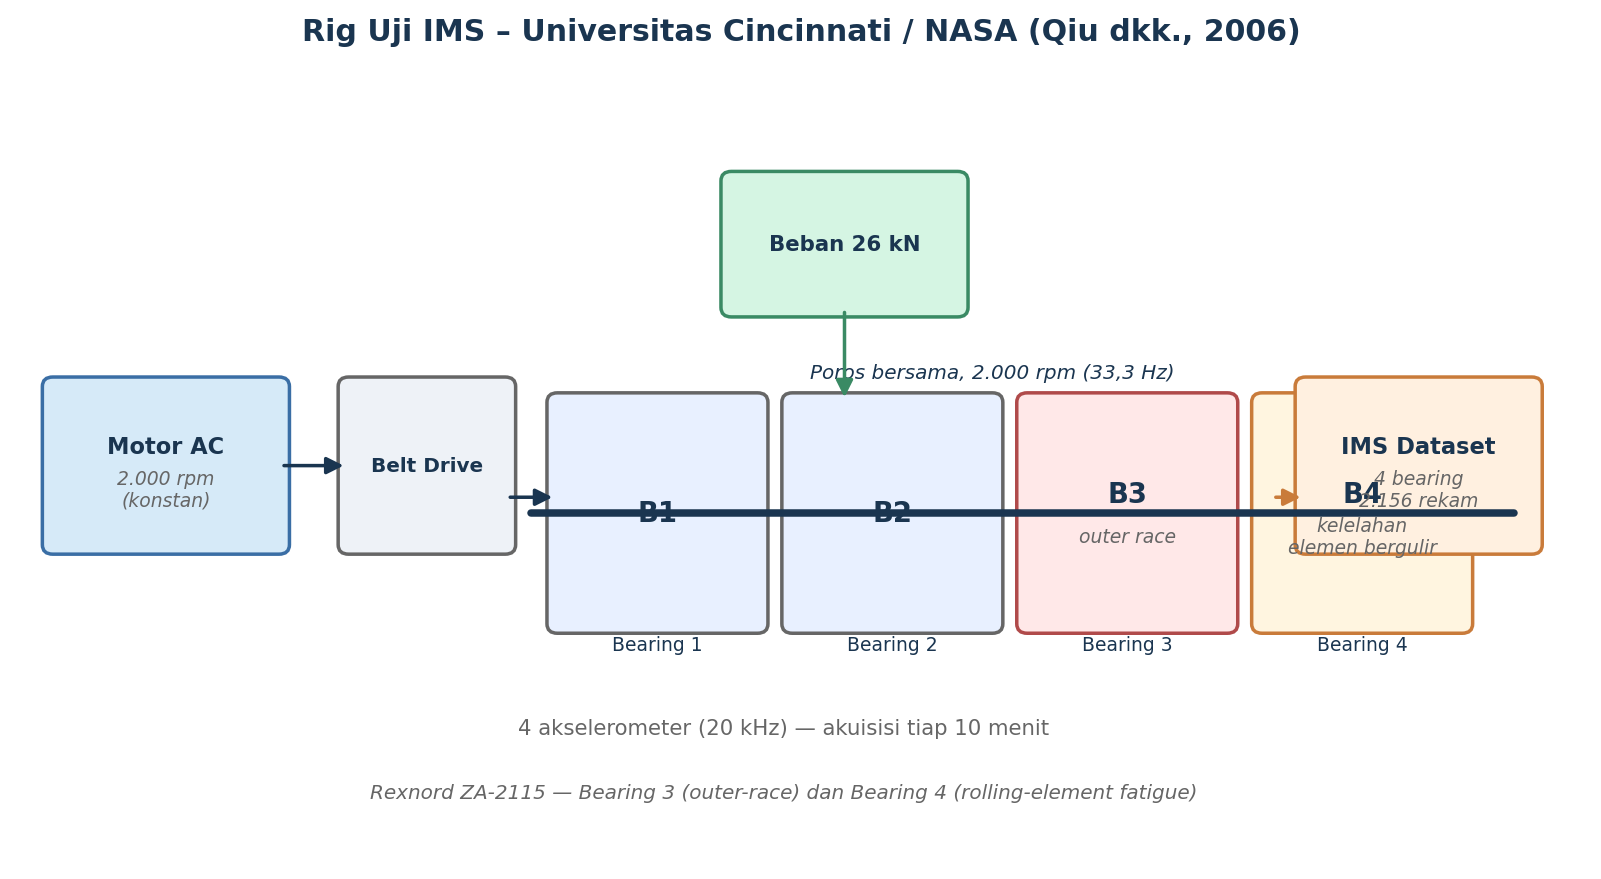 Rig Uji IMS – Universitas Cincinnati / NASA (Qiu dkk., 2006)
Beban 26 kN
Poros bersama, 2.000 rpm (33,3 Hz)
Motor AC
2.000 rpm
(konstan)
Belt Drive
B1
B2
B3
outer race
B4
kelelahan
elemen bergulir
IMS Dataset
4 bearing
2.156 rekam
Bearing 1
Bearing 2
Bearing 3
Bearing 4
4 akselerometer (20 kHz) — akuisisi tiap 10 menit
Rexnord ZA-2115 — Bearing 3 (outer-race) dan Bearing 4 (rolling-element fatigue)